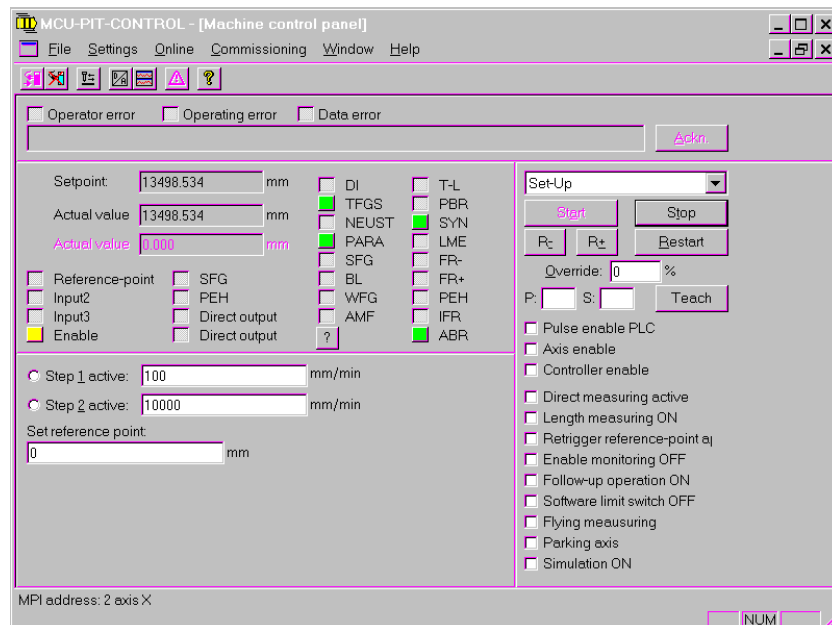 MCU-PIT-CONTROL - [Machine control panel]
File Settings Online Commissioning Window Help
Operator error Operating error Data error
Ackn.
Setpoint: 13498.534 mm
Actual value 13498.534 mm
Actual value 0.000 mm
Reference-point SFG
Input2 PEH
Input3 Direct output
Enable Direct output
DI T-L
TFGS PBR
NEUST SYN
PARA LME
SFG FR-
BL FR+
WFG PEH
AMF IFR
? ABR
Set-Up
Start Stop
R- R+ Restart
Override: 0 %
P: S: Teach
Pulse enable PLC
Axis enable
Controller enable
Direct measuring active
Length measuring ON
Retrigger reference-point a
Enable monitoring OFF
Follow-up operation ON
Software limit switch OFF
Flying meausuring
Parking axis
Simulation ON
Step 1 active: 100 mm/min
Step 2 active: 10000 mm/min
Set reference point:
0 mm
MPI address: 2 axis X
NUM